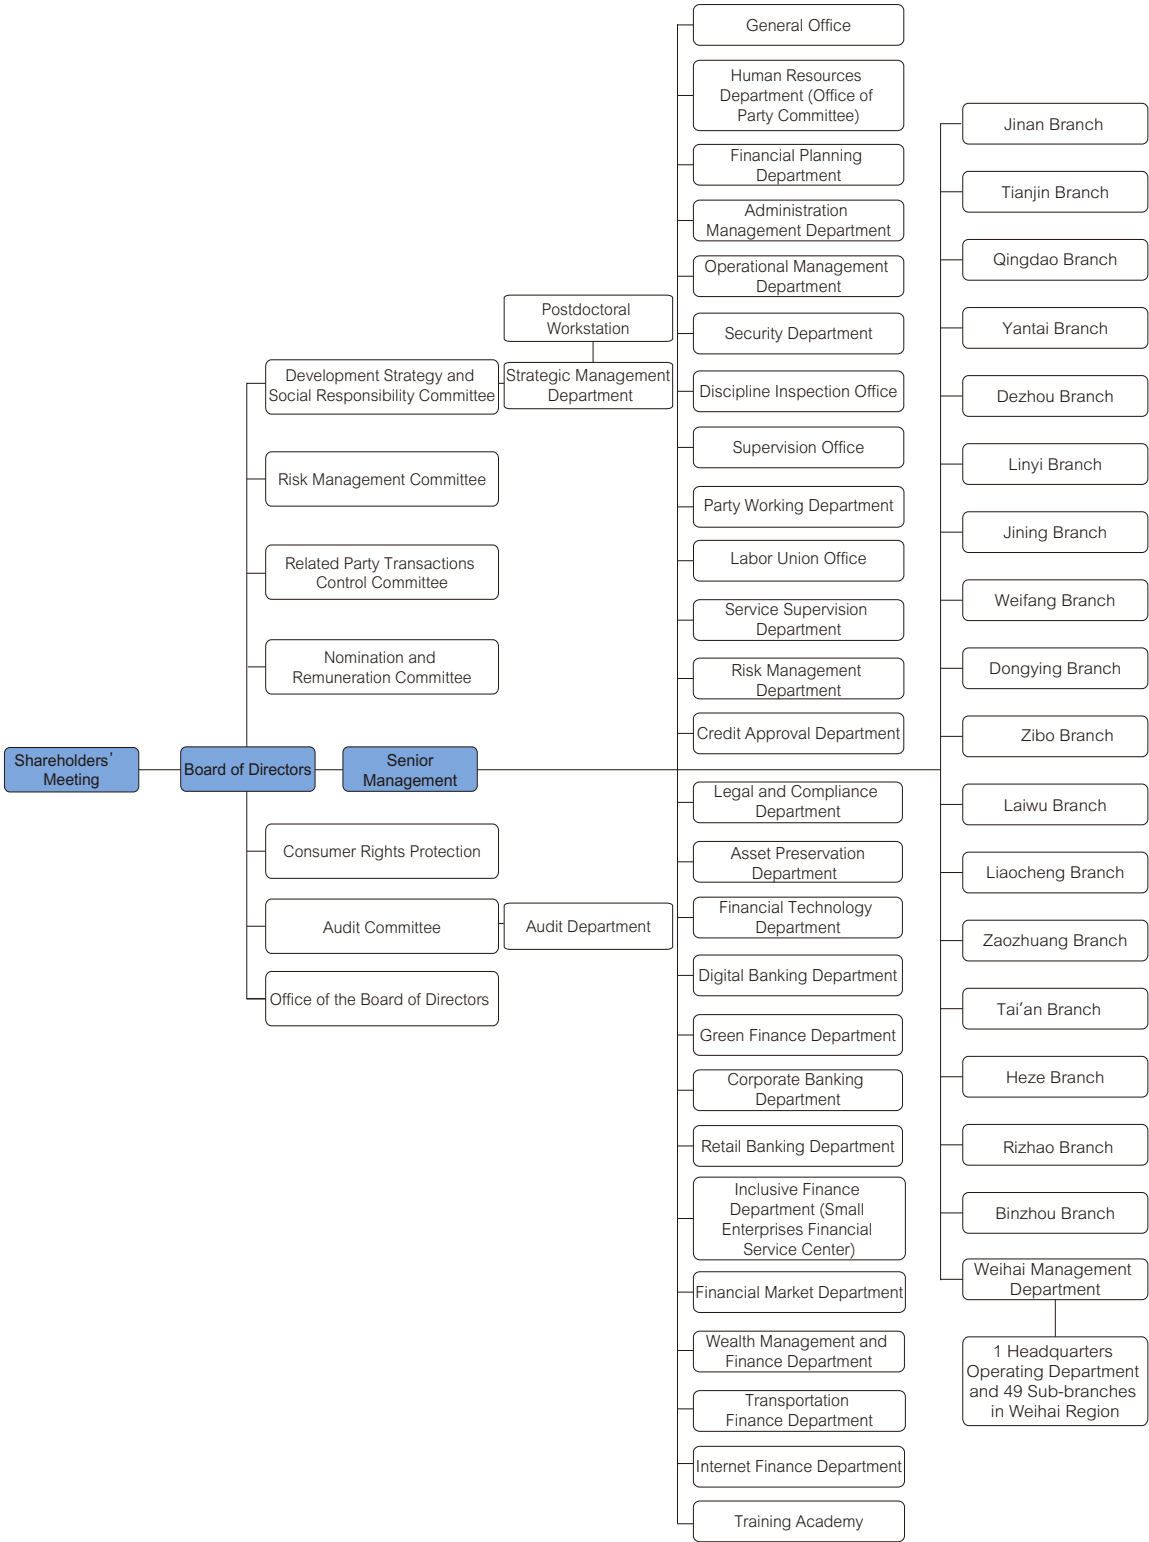 Shareholders'
Meeting
Board of Directors
Senior
Management
Development Strategy and
Social Responsibility Committee
Risk Management Committee
Related Party Transactions
Control Committee
Nomination and
Remuneration Committee
Consumer Rights Protection
Audit Committee
Office of the Board of Directors
Postdoctoral
Workstation
Strategic Management
Department
Audit Department
General Office
Human Resources
Department (Office of
Party Committee)
Financial Planning
Department
Administration
Management Department
Operational Management
Department
Security Department
Discipline Inspection Office
Supervision Office
Party Working Department
Labor Union Office
Service Supervision
Department
Risk Management
Department
Credit Approval Department
Legal and Compliance
Department
Asset Preservation
Department
Financial Technology
Department
Digital Banking Department
Green Finance Department
Corporate Banking
Department
Retail Banking Department
Inclusive Finance
Department (Small
Enterprises Financial
Service Center)
Financial Market Department
Wealth Management and
Finance Department
Transportation
Finance Department
Internet Finance Department
Training Academy
Jinan Branch
Tianjin Branch
Qingdao Branch
Yantai Branch
Dezhou Branch
Linyi Branch
Jining Branch
Weifang Branch
Dongying Branch
Zibo Branch
Laiwu Branch
Liaocheng Branch
Zaozhuang Branch
Tai'an Branch
Heze Branch
Rizhao Branch
Binzhou Branch
Weihai Management
Department
1 Headquarters
Operating Department
and 49 Sub-branches
in Weihai Region